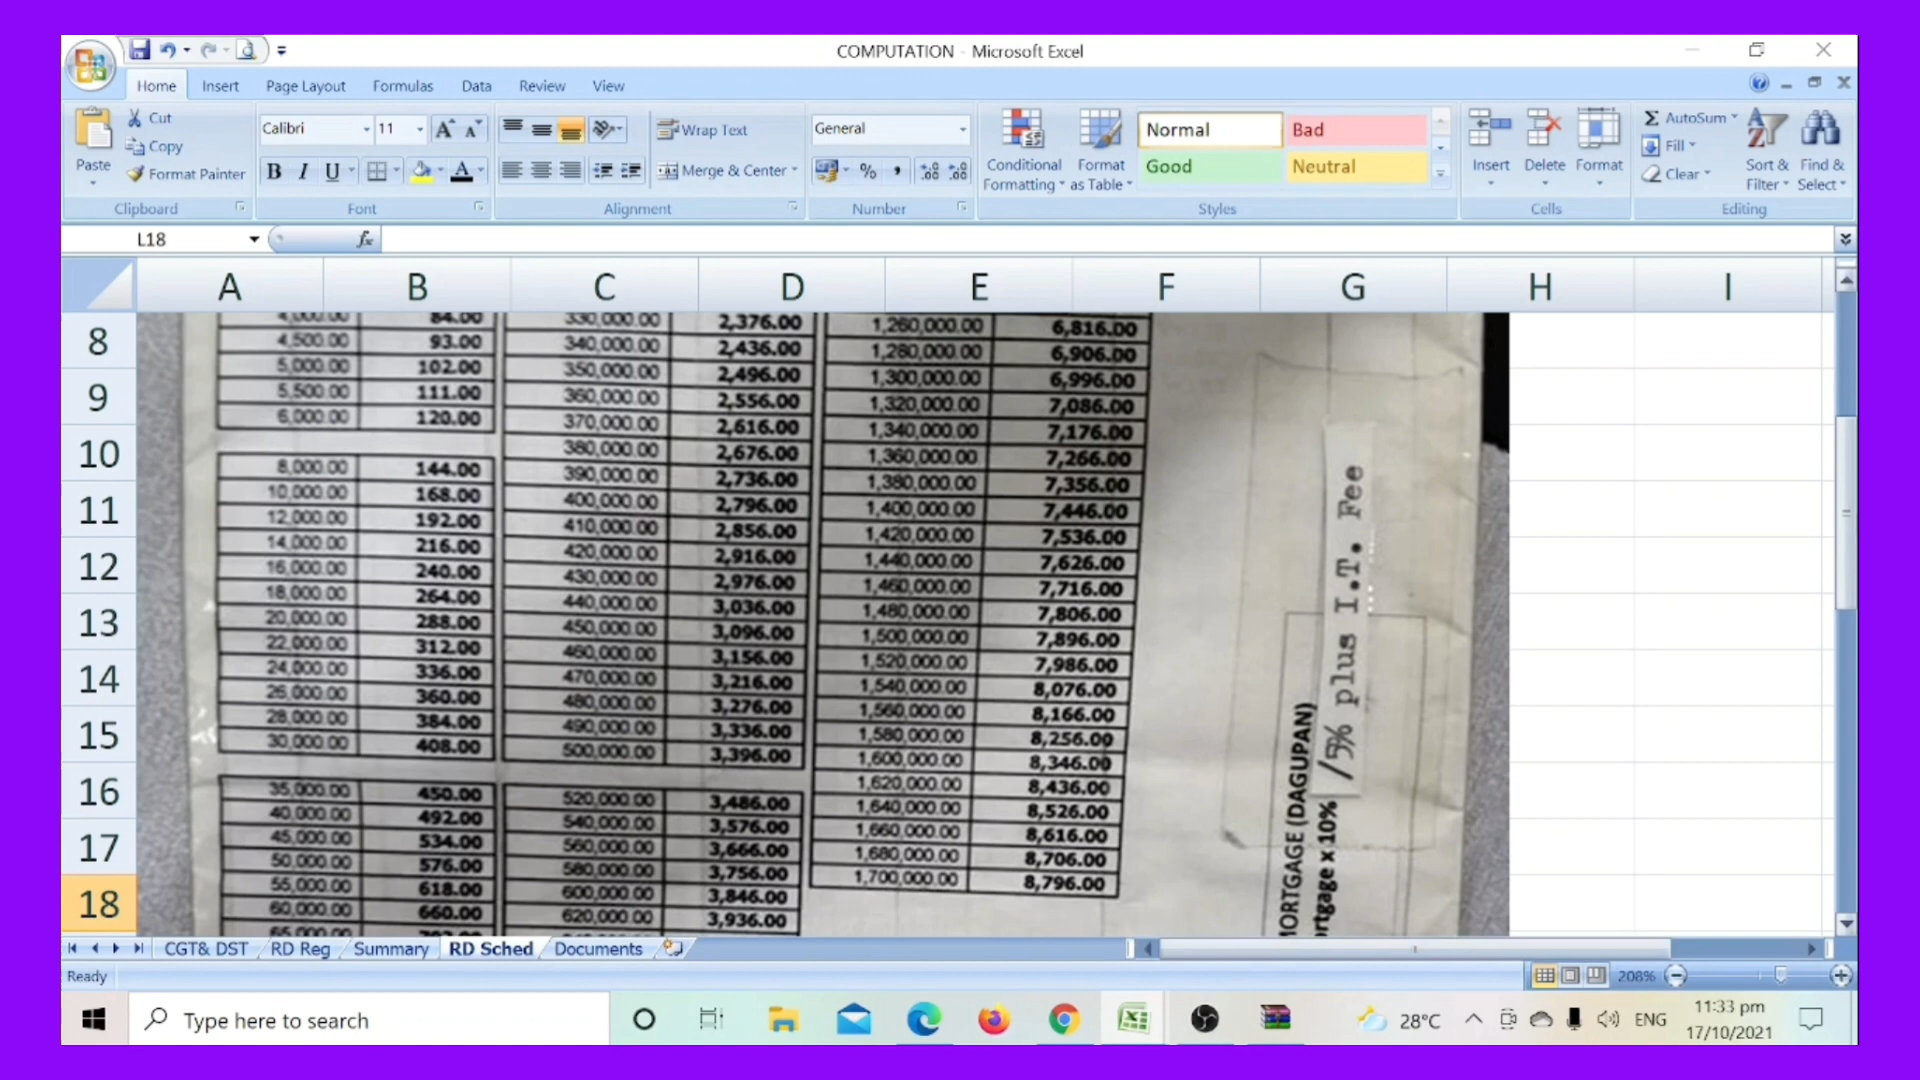 COMPUTATION - Microsoft Excel
Home Insert Page Layout Formulas Data Review View
Paste
Cut
Copy
Format Painter
Clipboard
Calibri 11
B I U
Font
Wrap Text
Merge & Center
Alignment
General
%
Number
Conditional Formatting
Format as Table
Normal
Bad
Good
Neutral
Styles
Insert
Delete
Format
Cells
Σ AutoSum
Fill
Clear
Sort & Filter
Find & Select
Editing
L18
fx
A B C D E F G H I
8
9
10
11
12
13
14
15
16
17
18
4,000.00 84.00
4,500.00 93.00
5,000.00 102.00
5,500.00 111.00
6,000.00 120.00
8,000.00 144.00
10,000.00 168.00
12,000.00 192.00
14,000.00 216.00
16,000.00 240.00
18,000.00 264.00
20,000.00 288.00
22,000.00 312.00
24,000.00 336.00
26,000.00 360.00
28,000.00 384.00
30,000.00 408.00
35,000.00 450.00
40,000.00 492.00
45,000.00 534.00
50,000.00 576.00
55,000.00 618.00
60,000.00 660.00
330,000.00 2,376.00
340,000.00 2,436.00
350,000.00 2,496.00
360,000.00 2,556.00
370,000.00 2,616.00
380,000.00 2,676.00
390,000.00 2,736.00
400,000.00 2,796.00
410,000.00 2,856.00
420,000.00 2,916.00
430,000.00 2,976.00
440,000.00 3,036.00
450,000.00 3,096.00
460,000.00 3,156.00
470,000.00 3,216.00
480,000.00 3,276.00
490,000.00 3,336.00
500,000.00 3,396.00
520,000.00 3,486.00
540,000.00 3,576.00
560,000.00 3,666.00
580,000.00 3,756.00
600,000.00 3,846.00
620,000.00 3,936.00
1,260,000.00 6,816.00
1,280,000.00 6,906.00
1,300,000.00 6,996.00
1,320,000.00 7,086.00
1,340,000.00 7,176.00
1,360,000.00 7,266.00
1,380,000.00 7,356.00
1,400,000.00 7,446.00
1,420,000.00 7,536.00
1,440,000.00 7,626.00
1,460,000.00 7,716.00
1,480,000.00 7,806.00
1,500,000.00 7,896.00
1,520,000.00 7,986.00
1,540,000.00 8,076.00
1,560,000.00 8,166.00
1,580,000.00 8,256.00
1,600,000.00 8,346.00
1,620,000.00 8,436.00
1,640,000.00 8,526.00
1,660,000.00 8,616.00
1,680,000.00 8,706.00
1,700,000.00 8,796.00
MORTGAGE (DAGUPAN)
ortgage x 10% /5% plus I.T. Fee
CGT& DST RD Reg Summary RD Sched Documents
Ready
208%
Type here to search
28°C
ENG
11:33 pm
17/10/2021